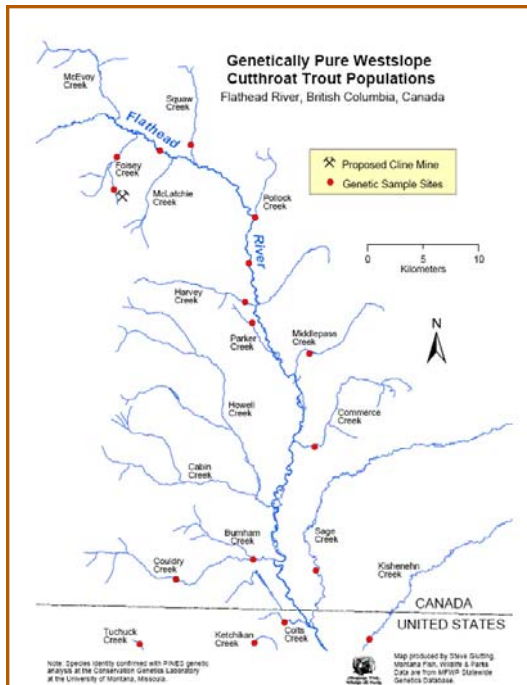 Genetically Pure Westslope
Cutthroat Trout Populations
Flathead River, British Columbia, Canada
McEvoy
Creek
Squaw
Creek
Flathead
Foisey
Creek
McLatchie
Creek
Proposed Cline Mine
Genetic Sample Sites
Pollock
Creek
River
0 5 10
Kilometers
Harvey
Creek
Parker
Creek
Middlepass
Creek
N
Howell
Creek
Commerce
Creek
Cabin
Creek
Burnham
Creek
Sage
Creek
Couldry
Creek
Kishenehn
Creek
CANADA
UNITED STATES
Tuchuck
Creek
Ketchikan
Creek
Colts
Creek
Note: Species identity confirmed with PINES genetic
analysis at the Conservation Genetics Laboratory
at the University of Montana, Missoula.
Map produced by Steve Glutting,
Montana Fish, Wildlife & Parks
Data are from MFWP Statewide
Genetics Database.